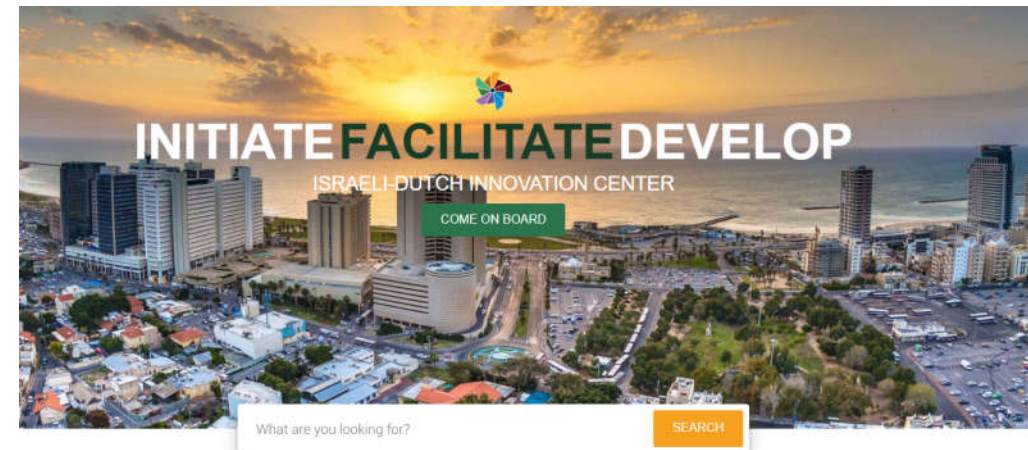 INITIATE FACILITATE DEVELOP
ISRAELI-DUTCH INNOVATION CENTER
COME ON BOARD
What are you looking for?
SEARCH